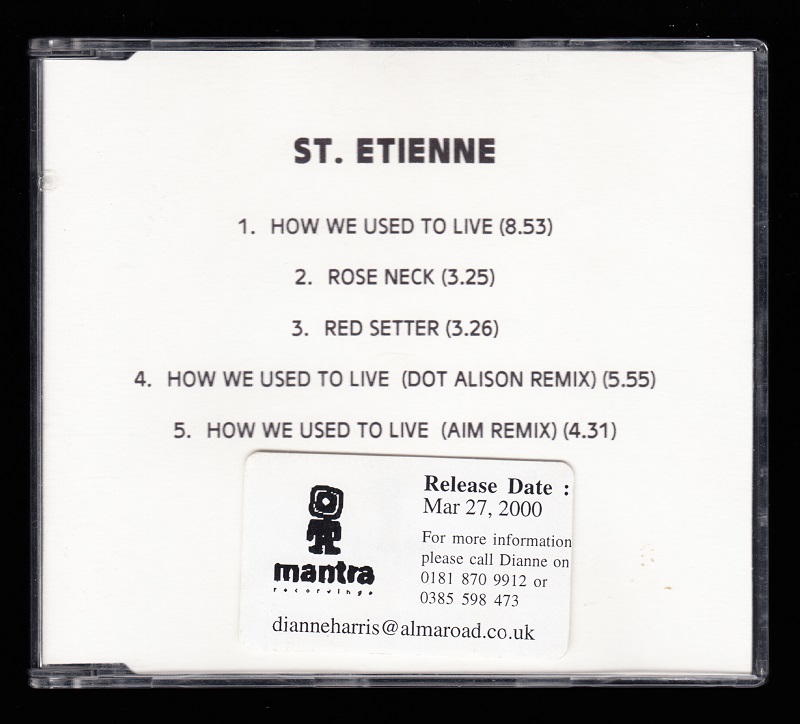 ST. ETIENNE
1. HOW WE USED TO LIVE (8.53)
2. ROSE NECK (3.25)
3. RED SETTER (3.26)
4. HOW WE USED TO LIVE (DOT ALISON REMIX) (5.55)
5. HOW WE USED TO LIVE (AIM REMIX) (4.31)
mantra
recordings
Release Date :
Mar 27, 2000
For more information
please call Dianne on
0181 870 9912 or
0385 598 473
dianneharris@almaroad.co.uk